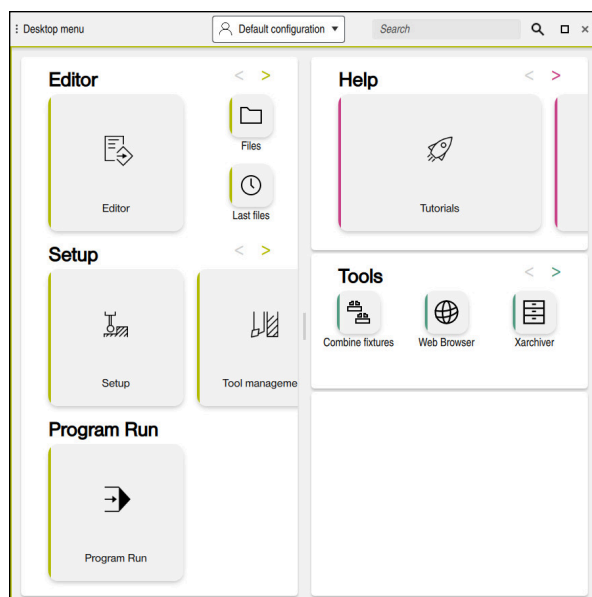 Desktop menu
Default configuration
Search
Editor
Editor
Files
Last files
Setup
Setup
Tool manageme
Program Run
Program Run
Help
Tutorials
Tools
Combine fixtures
Web Browser
Xarchiver